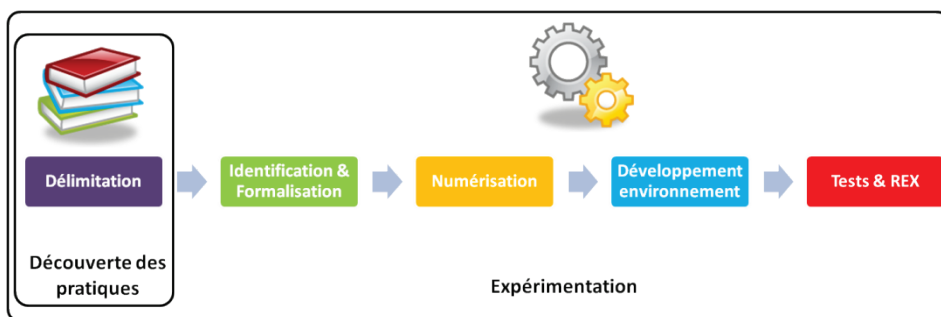 Délimitation
Identification &
Formalisation
Numérisation
Développement
environnement
Tests & REX
Découverte des
pratiques
Expérimentation